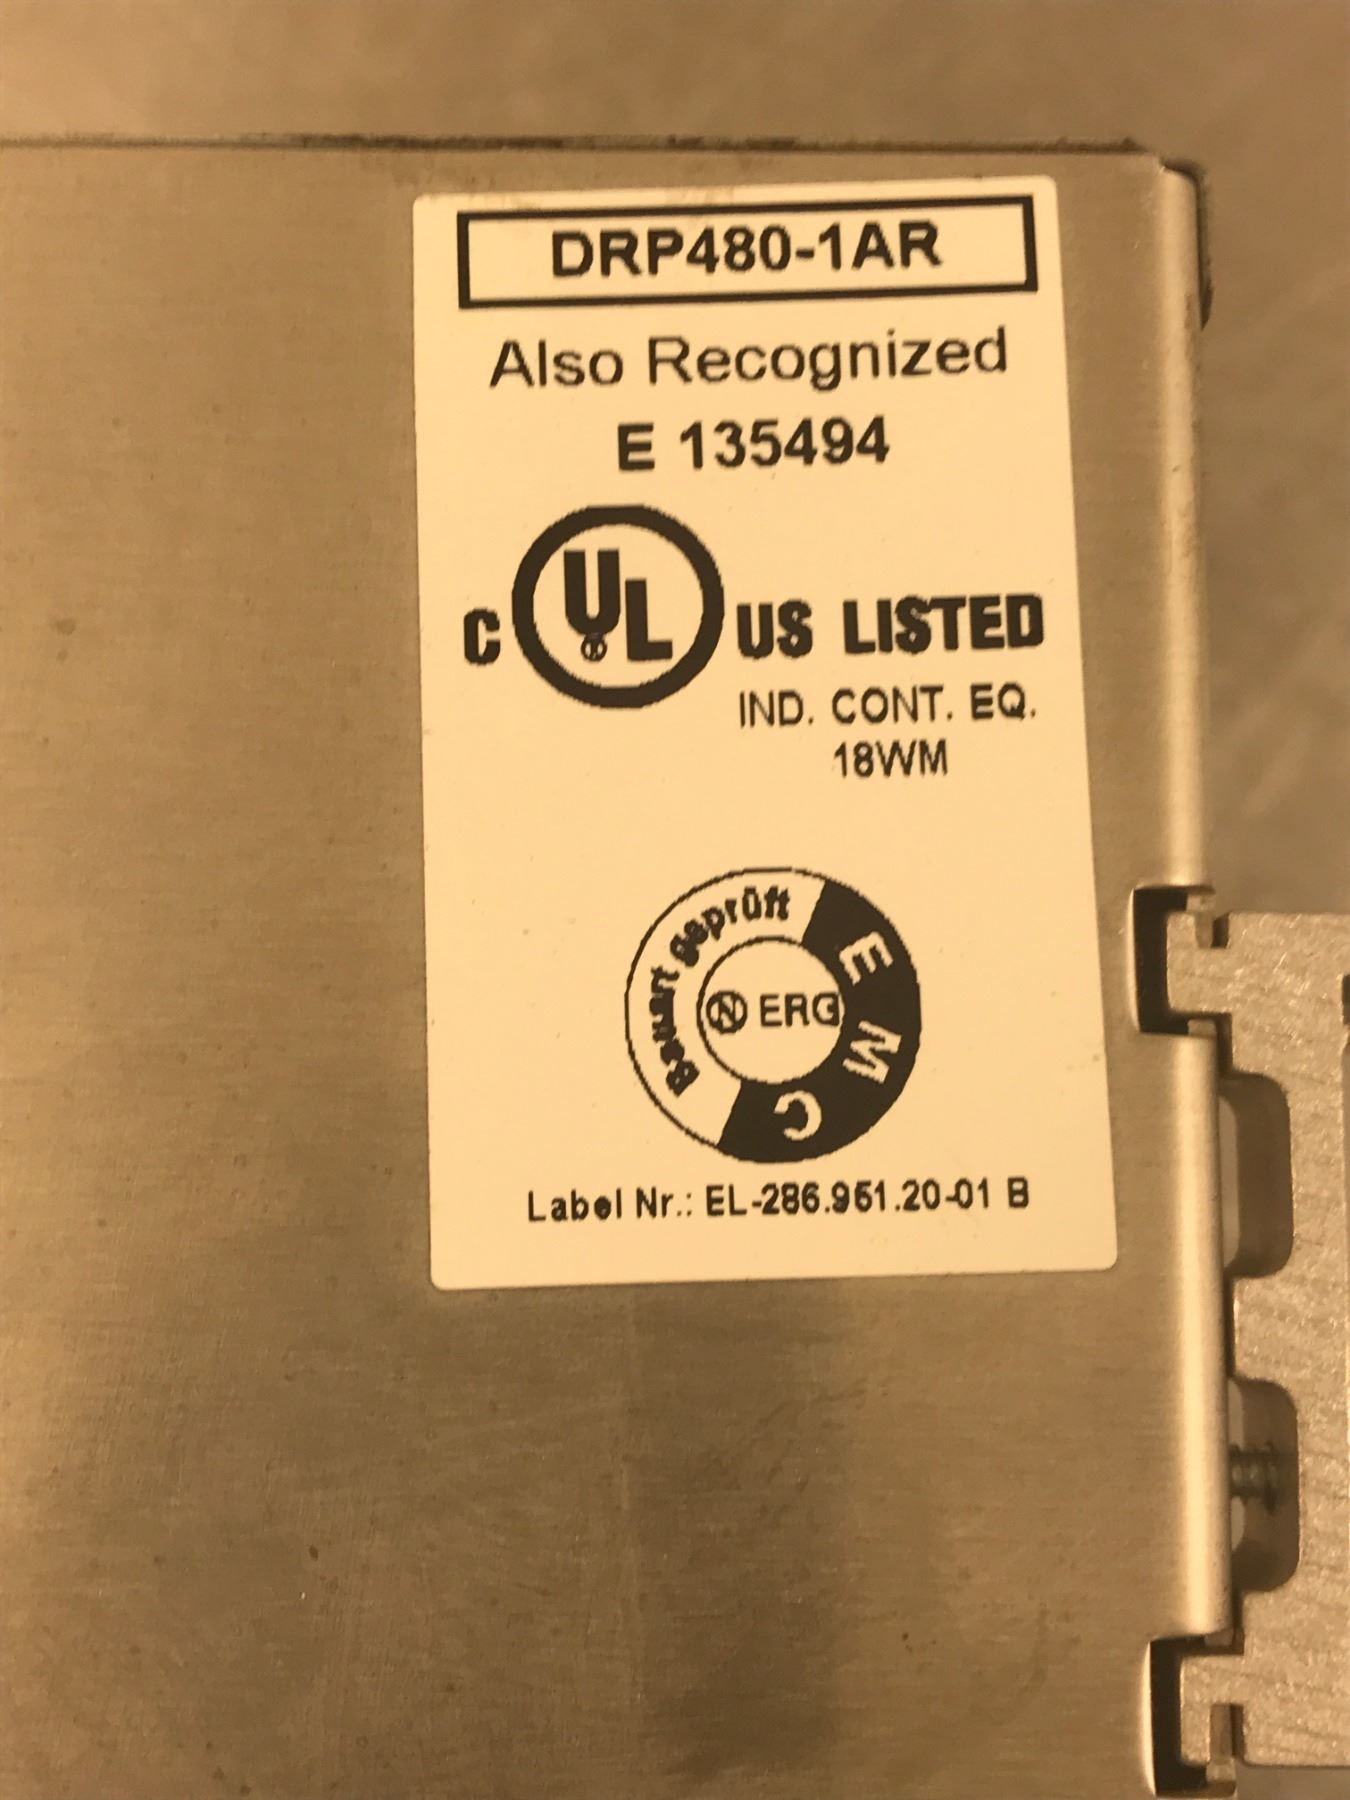 DRP480-1AR
Also Recognized
E 135494
C UL US LISTED
IND. CONT. EQ.
18WM
Bauart geprüft
EMC
N ERG
Label Nr.: EL-286.951.20-01 B